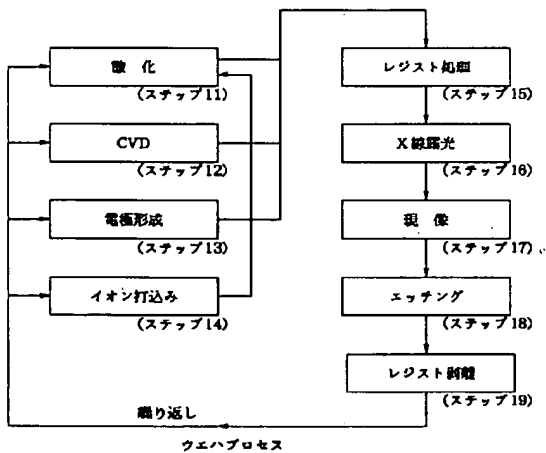 酸 化
(ステップ11)
CVD
(ステップ12)
電極形成
(ステップ13)
イオン打込み
(ステップ14)
レジスト処理
(ステップ15)
X線露光
(ステップ16)
現 像
(ステップ17)
エッチング
(ステップ18)
レジスト剥離
(ステップ19)
繰り返し
ウエハプロセス